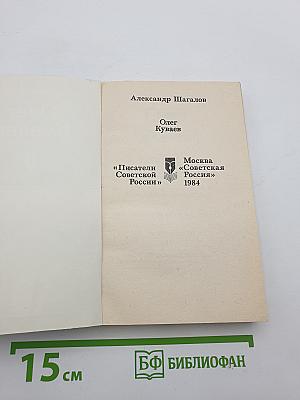 Александр Шагалов
Олег
Куваев
«Писатели
Советской
России»
Москва
«Советская
Россия»
1984
15 см
БФ БИБЛИОФАН